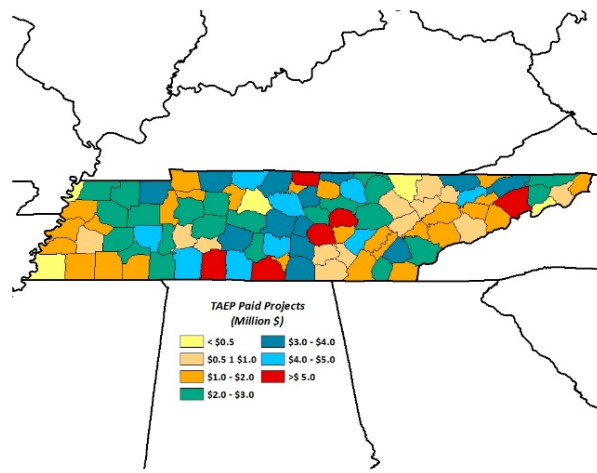 TAEP Paid Projects
(Million $)
< $0.5
$3.0 - $4.0
$0.5 1 $1.0
$4.0 - $5.0
$1.0 - $2.0
>$ 5.0
$2.0 - $3.0